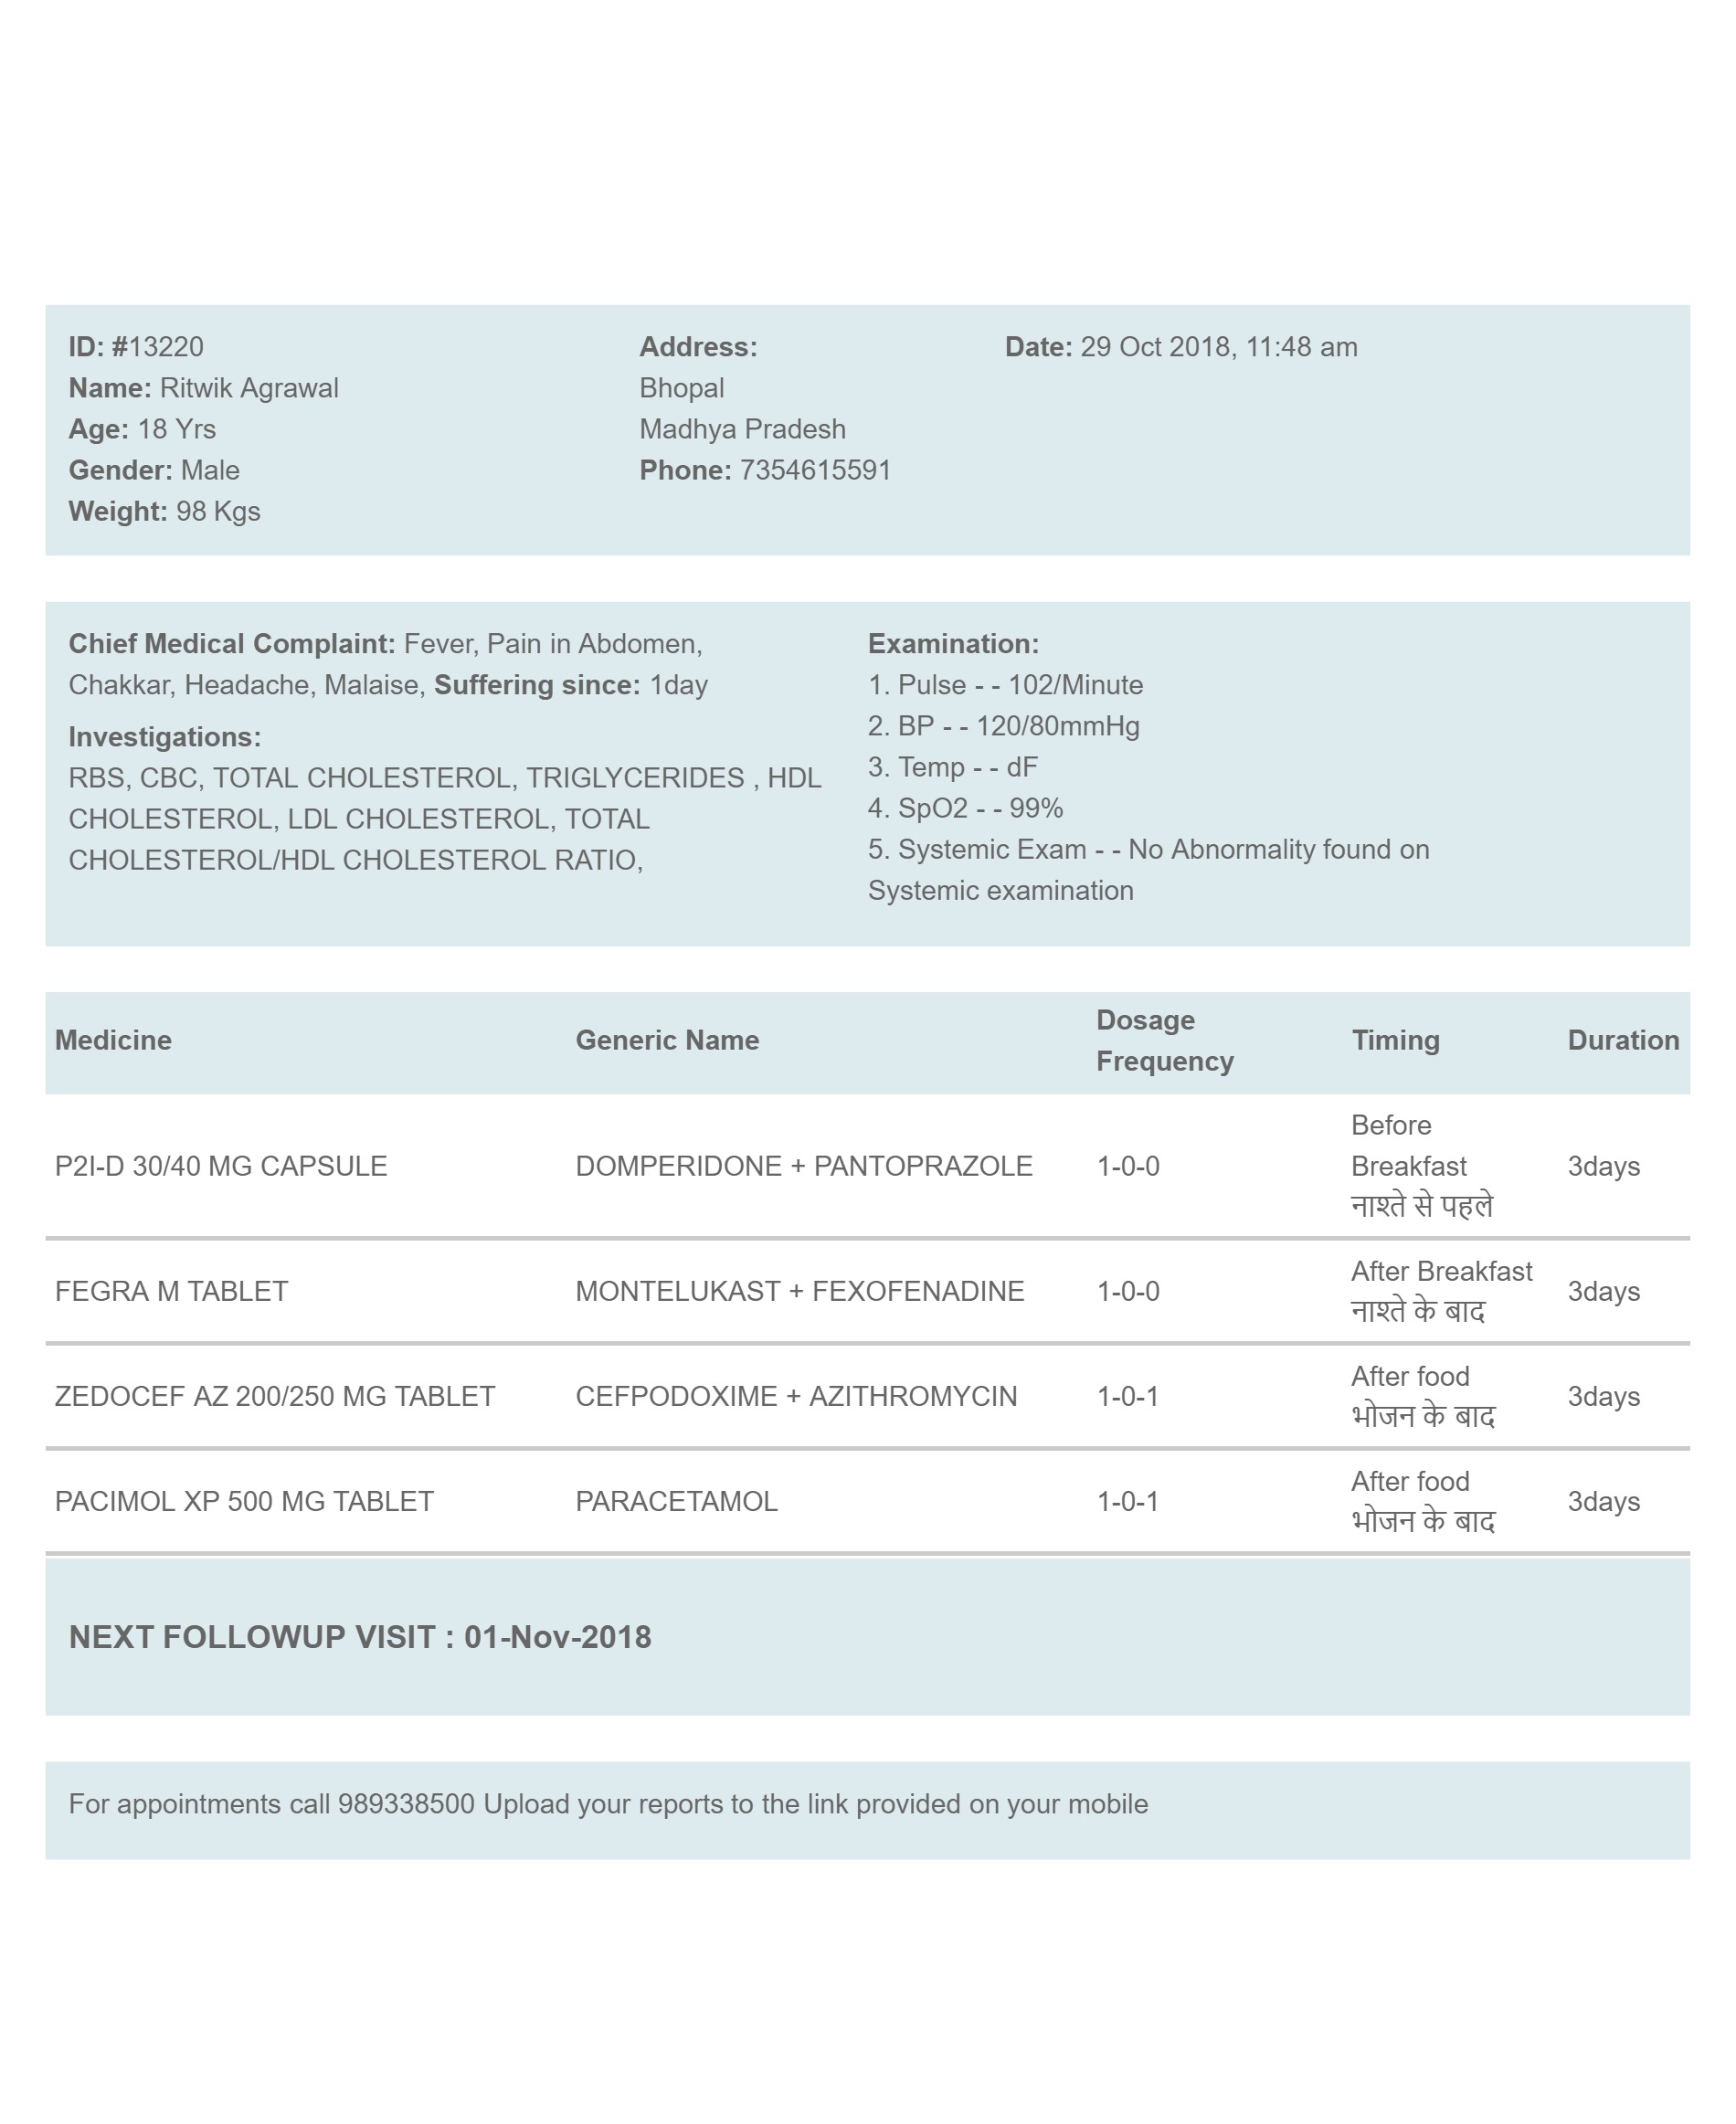 ID: #13220
Name: Ritwik Agrawal
Age: 18 Yrs
Gender: Male
Weight: 98 Kgs
Address:
Bhopal
Madhya Pradesh
Phone: 7354615591
Date: 29 Oct 2018, 11:48 am
Chief Medical Complaint: Fever, Pain in Abdomen,
Chakkar, Headache, Malaise, Suffering since: 1day
Investigations:
RBS, CBC, TOTAL CHOLESTEROL, TRIGLYCERIDES , HDL
CHOLESTEROL, LDL CHOLESTEROL, TOTAL
CHOLESTEROL/HDL CHOLESTEROL RATIO,
Examination:
1. Pulse - - 102/Minute
2. BP - - 120/80mmHg
3. Temp - - dF
4. SpO2 - - 99%
5. Systemic Exam - - No Abnormality found on
Systemic examination
Medicine
Generic Name
Dosage
Frequency
Timing
Duration
P2I-D 30/40 MG CAPSULE
DOMPERIDONE + PANTOPRAZOLE
1-0-0
Before
Breakfast
नाश्ते से पहले
3days
FEGRA M TABLET
MONTELUKAST + FEXOFENADINE
1-0-0
After Breakfast
नाश्ते के बाद
3days
ZEDOCEF AZ 200/250 MG TABLET
CEFPODOXIME + AZITHROMYCIN
1-0-1
After food
भोजन के बाद
3days
PACIMOL XP 500 MG TABLET
PARACETAMOL
1-0-1
After food
भोजन के बाद
3days
NEXT FOLLOWUP VISIT : 01-Nov-2018
For appointments call 989338500 Upload your reports to the link provided on your mobile